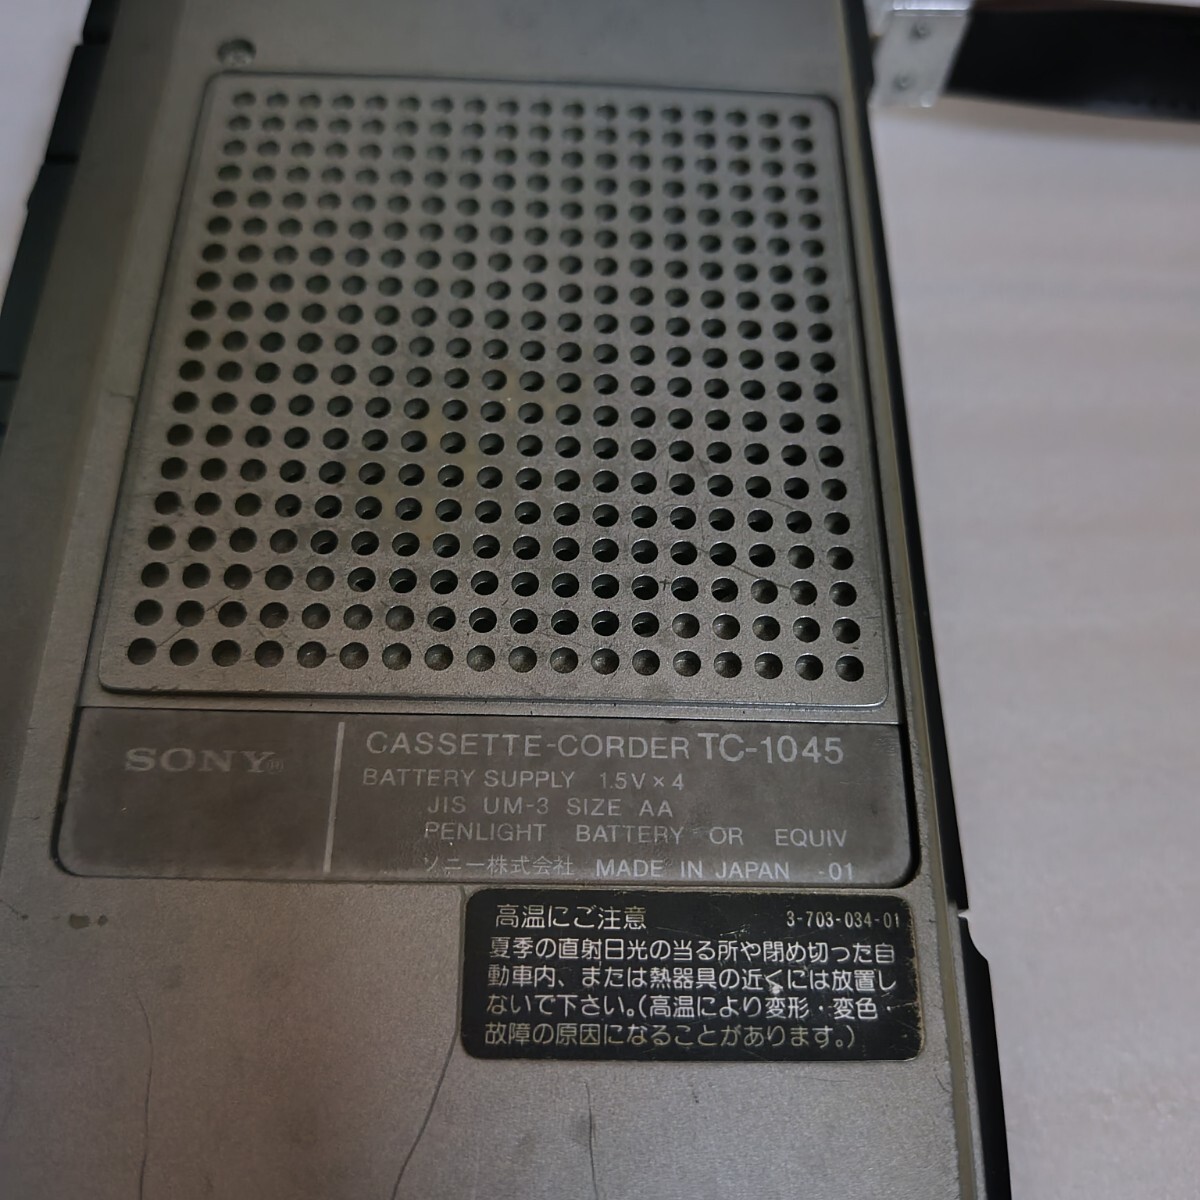 SONY
CASSETTE-CORDER TC-1045
BATTERY SUPPLY 1.5V×4
JIS UM-3 SIZE AA
PENLIGHT BATTERY OR EQUIV
ソニー株式会社 MADE IN JAPAN -01
高温にご注意 3-703-034-01
夏季の直射日光の当る所や閉め切った自
動車内、または熱器具の近くには放置し
ないで下さい。(高温により変形・変色・
故障の原因になることがあります。)